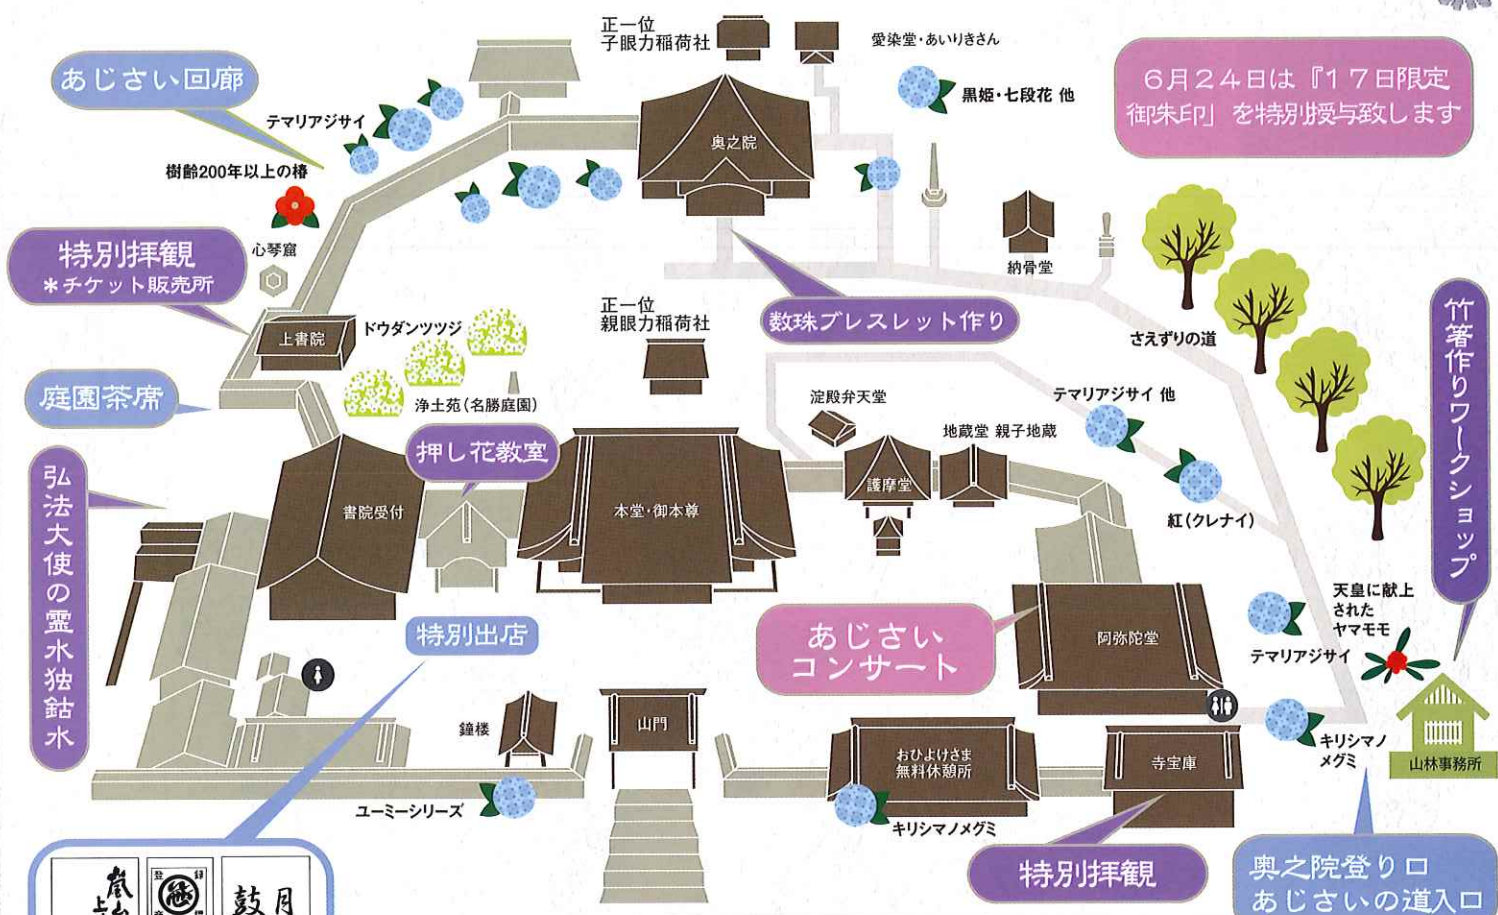 正一位
子眼力稲荷社
愛染堂・あいりきさん
6月24日は『17日限定
御朱印」を特別授与致します
あじさい回廊
テマリアジサイ
黒姫・七段花 他
奥之院
樹齢200年以上の椿
特別拝観
*チケット販売所
心琴窟
納骨堂
正一位
親眼力稲荷社
数珠ブレスレット作り
上書院
ドウダンツツジ
さえずりの道
竹箸作りワークショップ
庭園茶席
浄土苑(名勝庭園)
淀殿弁天堂
テマリアジサイ 他
地蔵堂 親子地蔵
押し花教室
弘法大使の霊水独鈷水
書院受付
本堂・御本尊
護摩堂
紅(クレナイ)
天皇に献上
された
ヤマモモ
特別出店
あじさい
コンサート
阿弥陀堂
テマリアジサイ
鐘楼
山門
おひよけさま
無料休憩所
寺宝庫
キリシマノ
メグミ
山林事務所
ユーミーシリーズ
キリシマノメグミ
特別拝観
奥之院登り口
あじさいの道入口
登録
月
鼓